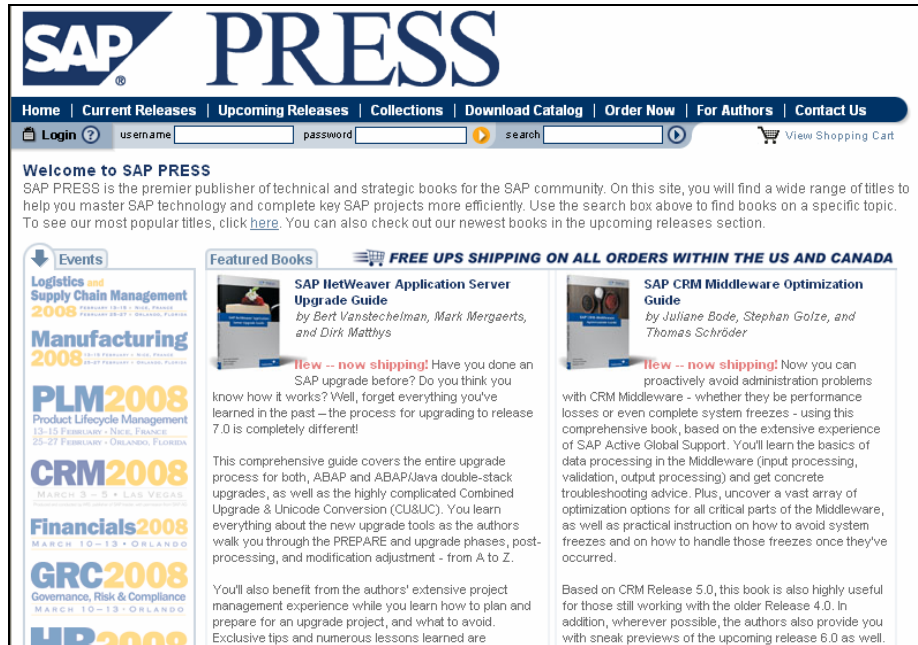 SAP ® PRESS
Home | Current Releases | Upcoming Releases | Collections | Download Catalog | Order Now | For Authors | Contact Us
Login ? username password search View Shopping Cart
Welcome to SAP PRESS
SAP PRESS is the premier publisher of technical and strategic books for the SAP community. On this site, you will find a wide range of titles to
help you master SAP technology and complete key SAP projects more efficiently. Use the search box above to find books on a specific topic.
To see our most popular titles, click here. You can also check out our newest books in the upcoming releases section.
Events
Logistics and
Supply Chain Management
2008 February 13-15 - Nice, France
February 25-27 - Orlando, Florida
Manufacturing
2008 13-15 February - Nice, France
25-27 February - Orlando, Florida
PLM2008
Product Lifecycle Management
13-15 February - Nice, France
25-27 February - Orlando, Florida
CRM2008
March 3 – 5 • Las Vegas
Financials2008
March 10–13 • Orlando
GRC2008
Governance, Risk & Compliance
March 10–13 · Orlando
HR2008
Featured Books
FREE UPS SHIPPING ON ALL ORDERS WITHIN THE US AND CANADA
SAP NetWeaver Application Server
Upgrade Guide
by Bert Vanstechelman, Mark Mergaerts,
and Dirk Matthys
New -- now shipping! Have you done an
SAP upgrade before? Do you think you
know how it works? Well, forget everything you've
learned in the past – the process for upgrading to release
7.0 is completely different!
This comprehensive guide covers the entire upgrade
process for both, ABAP and ABAP/Java double-stack
upgrades, as well as the highly complicated Combined
Upgrade & Unicode Conversion (CU&UC). You learn
everything about the new upgrade tools as the authors
walk you through the PREPARE and upgrade phases, post-
processing, and modification adjustment - from A to Z.
You'll also benefit from the authors' extensive project
management experience while you learn how to plan and
prepare for an upgrade project, and what to avoid.
Exclusive tips and numerous lessons learned are
SAP CRM Middleware Optimization
Guide
by Juliane Bode, Stephan Golze, and
Thomas Schröder
New -- now shipping! Now you can
proactively avoid administration problems
with CRM Middleware - whether they be performance
losses or even complete system freezes - using this
comprehensive book, based on the extensive experience
of SAP Active Global Support. You'll learn the basics of
data processing in the Middleware (input processing,
validation, output processing) and get concrete
troubleshooting advice. Plus, uncover a vast array of
optimization options for all critical parts of the Middleware,
as well as practical instruction on how to avoid system
freezes and on how to handle those freezes once they've
occurred.
Based on CRM Release 5.0, this book is also highly useful
for those still working with the older Release 4.0. In
addition, wherever possible, the authors also provide you
with sneak previews of the upcoming release 6.0 as well.